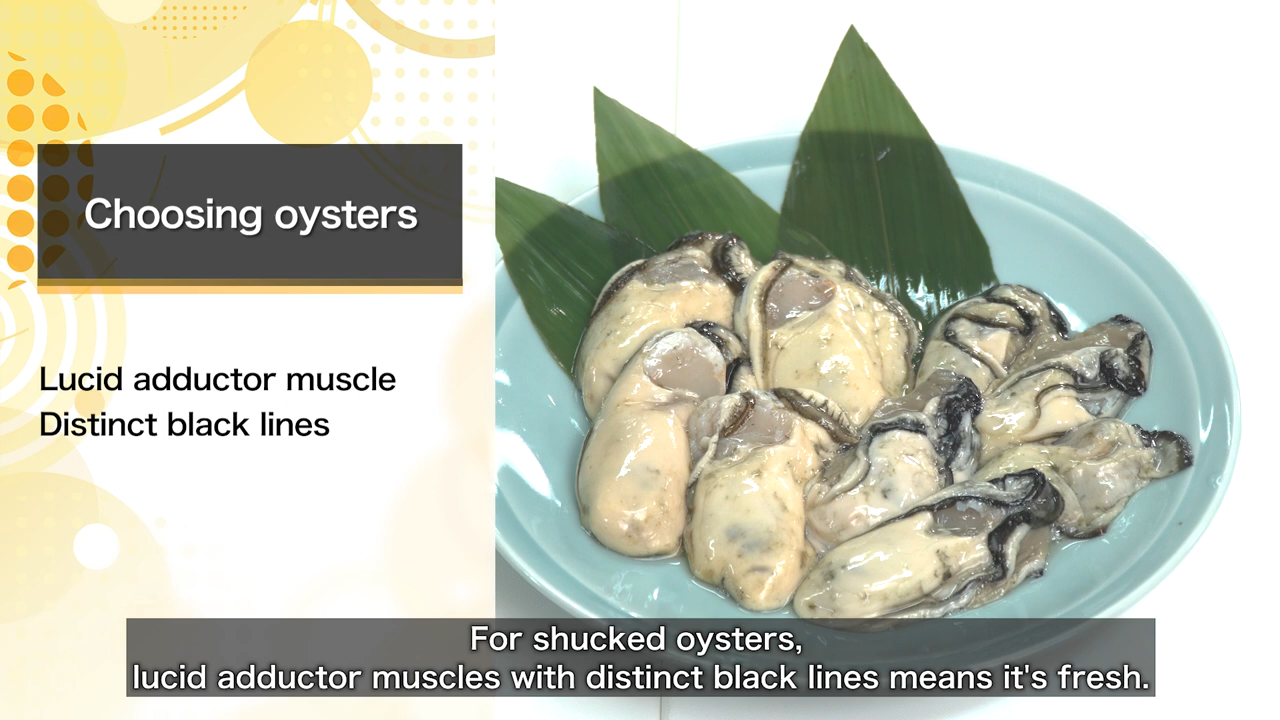 Choosing oysters
Lucid adductor muscle
Distinct black lines
For shucked oysters,
lucid adductor muscles with distinct black lines means it's fresh.